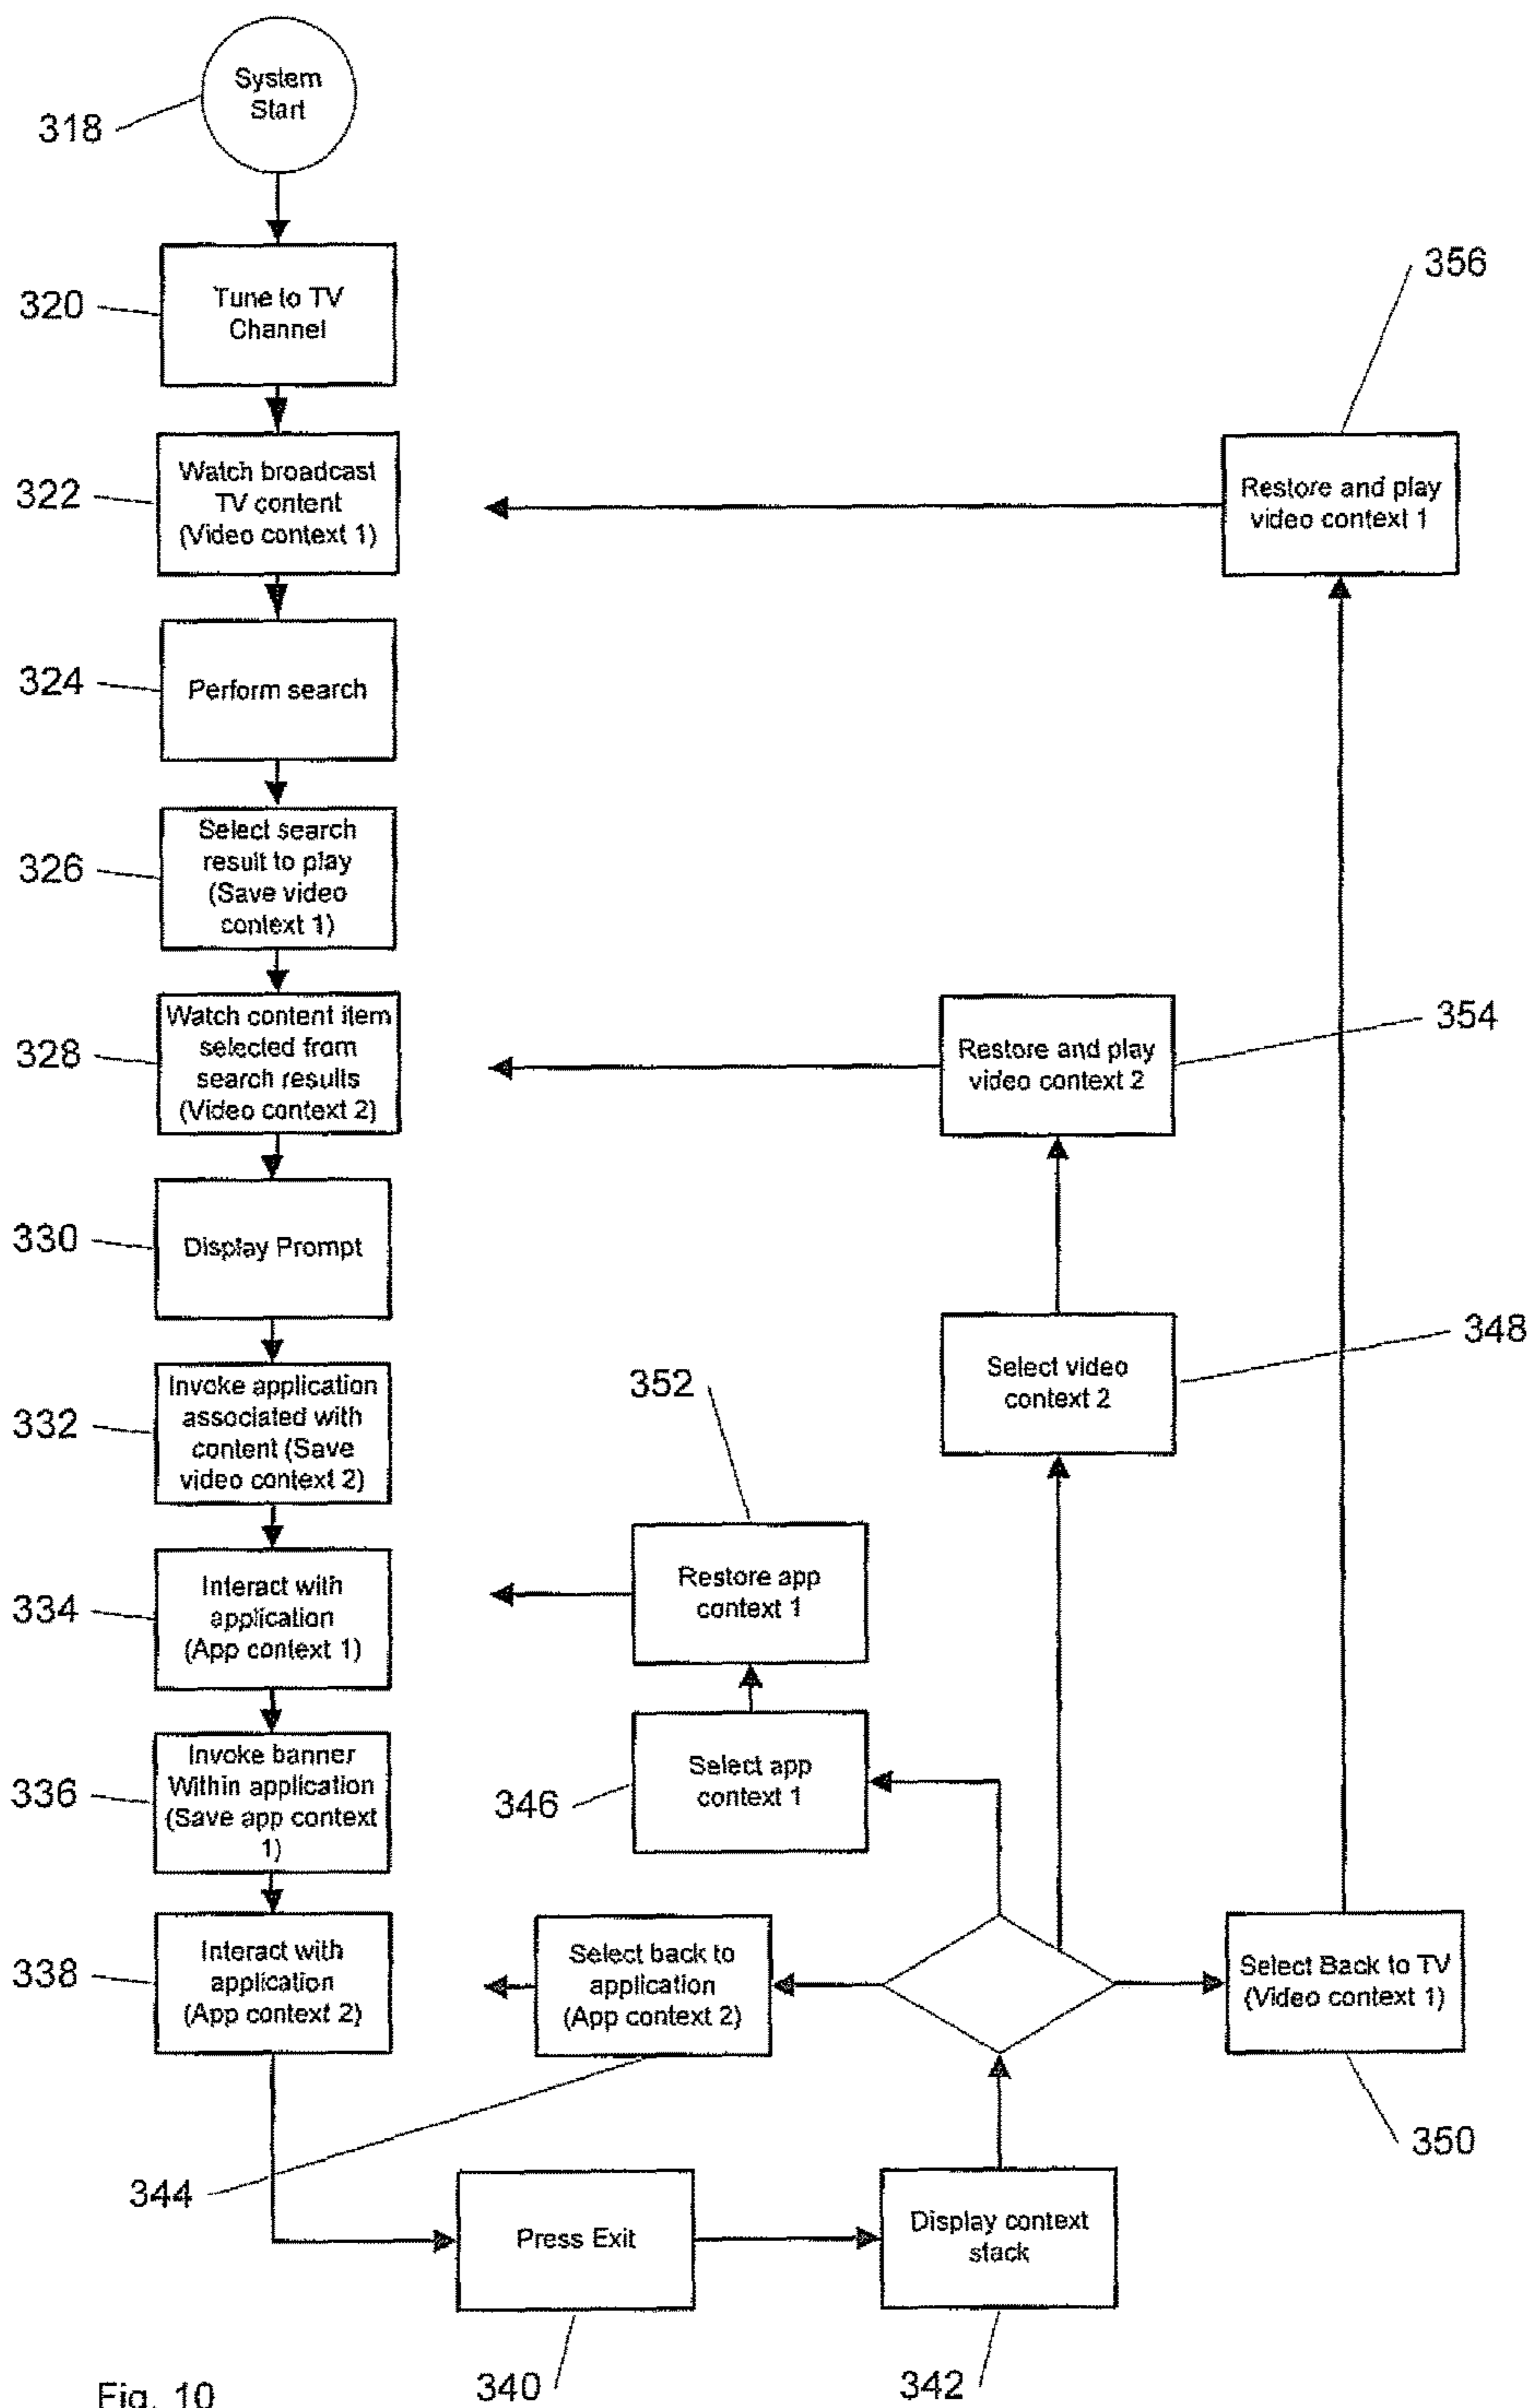 System
Start
318
Tune to TV
Channel
320
356
Watch broadcast
TV content
(Video context 1)
322
Restore and play
video context 1
Perform search
324
Select search
result to play
(Save video
context 1)
326
Watch content item
selected from
search results
(Video context 2)
328
Restore and play
video context 2
354
Display Prompt
330
Select video
context 2
348
Invoke application
associated with
content (Save
video context 2)
332
352
Interact with
application
(App context 1)
334
Restore app
context 1
Invoke banner
Within application
(Save app context
1)
336
Select app
context 1
346
Interact with
application
(App context 2)
338
Select back to
application
(App context 2)
Select Back to TV
(Video context 1)
350
344
Press Exit
Display context
stack
340
342
Fig. 10